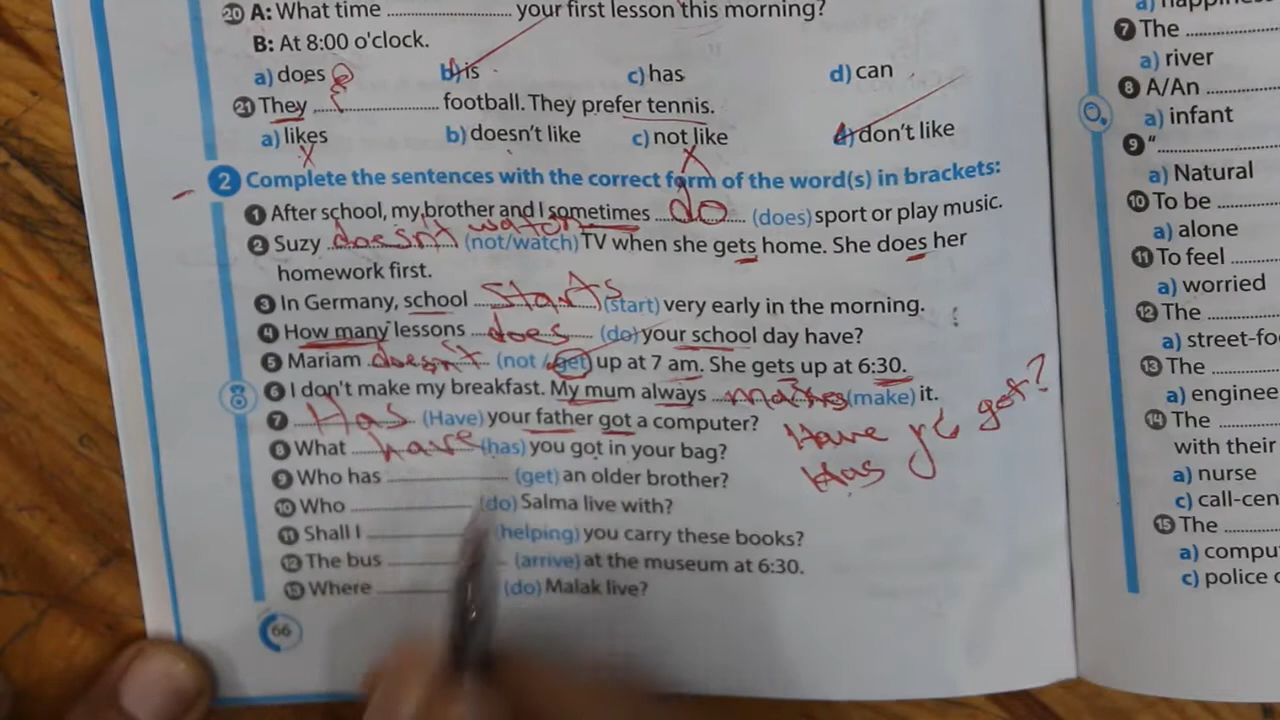 20 A: What time .................... your first lesson this morning?
B: At 8:00 o'clock.
a) does b) is c) has d) can
21 They .................... football. They prefer tennis.
a) likes b) doesn't like c) not like d) don't like
2 Complete the sentences with the correct form of the word(s) in brackets:
1 After school, my brother and I sometimes do (does) sport or play music.
2 Suzy doesn't watch (not/watch) TV when she gets home. She does her
homework first.
3 In Germany, school starts (start) very early in the morning.
4 How many lessons does (do) your school day have?
5 Mariam doesn't (not / get) up at 7 am. She gets up at 6:30.
6 I don't make my breakfast. My mum always makes (make) it.
7 Has (Have) your father got a computer?
8 What have (has) you got in your bag?
Have got?
Has
9 Who has .................... (get) an older brother?
10 Who .................... (do) Salma live with?
11 Shall I .................... (helping) you carry these books?
12 The bus .................... (arrive) at the museum at 6:30.
13 Where .................... (do) Malak live?
66
7 The ....................
a) river
8 A/An ....................
a) infant
9 "....................
a) Natural
10 To be ....................
a) alone
11 To feel ....................
a) worried
12 The ....................
a) street-fo
13 The ....................
a) enginee
14 The ....................
with their
a) nurse
c) call-cen
15 The ....................
a) compu
c) police